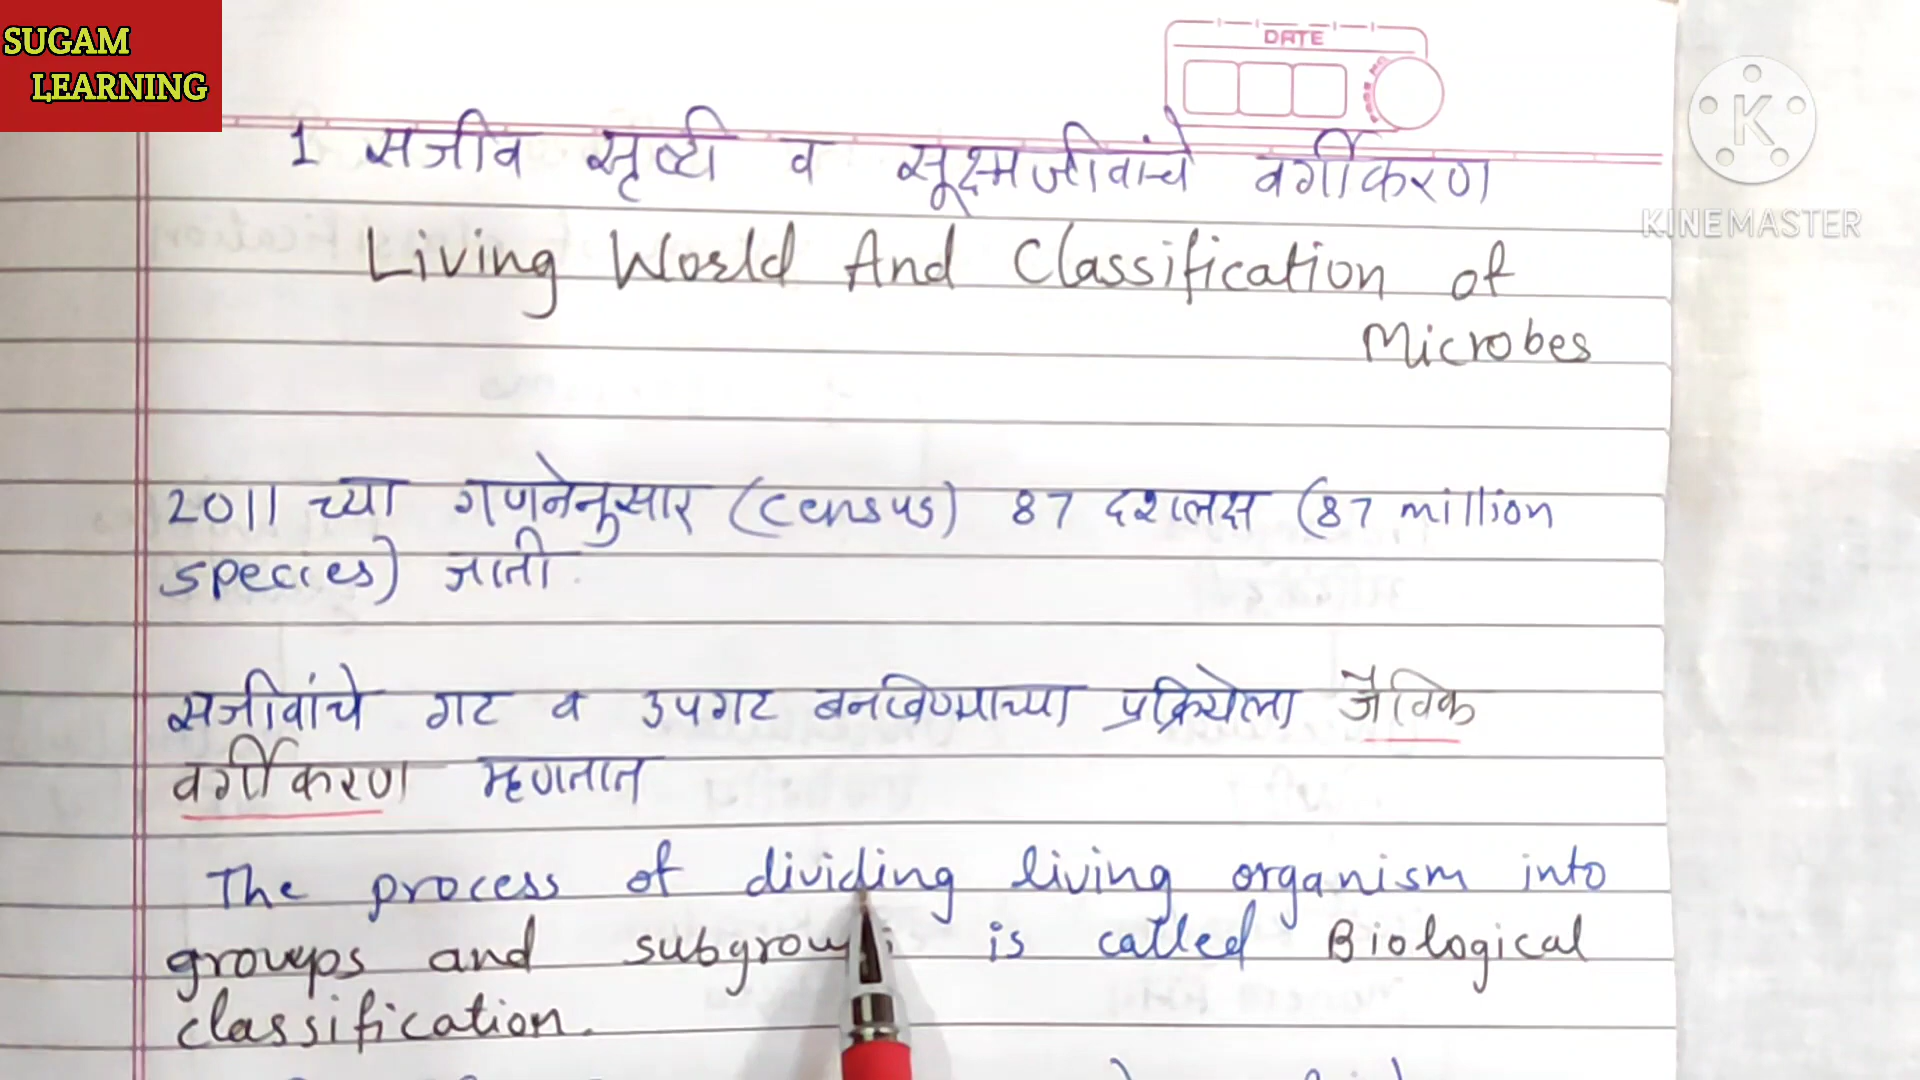 SUGAM
LEARNING
DATE
KINEMASTER
1 सजीव सृष्टी व सूक्ष्मजीवांचे वर्गीकरण
Living World And Classification of
Microbes
2011 च्या गणनेनुसार (census) 87 दशलक्ष (87 million
species) जाती
सजीवांचे गट व उपगट बनविण्याच्या प्रक्रियेला जैविक
वर्गीकरण म्हणतात
The process of dividing living organism into
groups and subgroups is called Biological
classification.